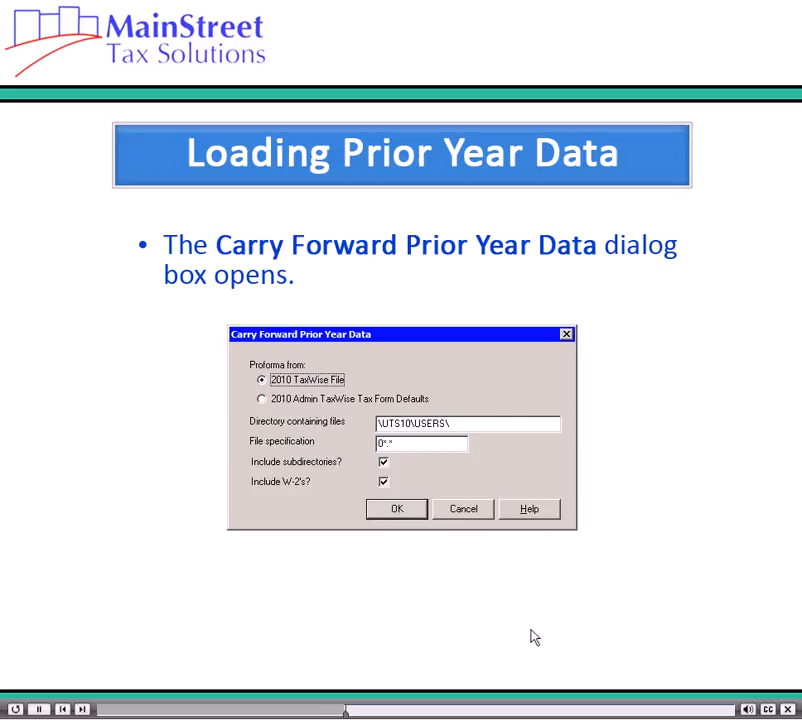 MainStreet
Tax Solutions
Loading Prior Year Data
• The Carry Forward Prior Year Data dialog
box opens.
Carry Forward Prior Year Data
Proforma from:
2010 TaxWise File
2010 Admin TaxWise Tax Form Defaults
Directory containing files \UTS10\USERS\
File specification 0*.*
Include subdirectories?
Include W-2's?
OK Cancel Help
CC